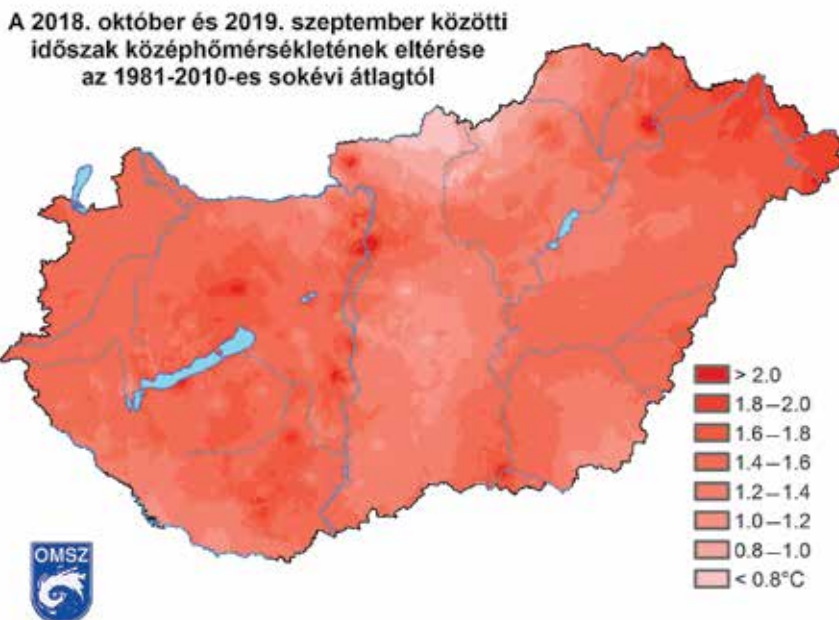 A 2018. október és 2019. szeptember közötti
időszak középhőmérsékletének eltérése
az 1981-2010-es sokévi átlagtól
> 2.0
1.8–2.0
1.6–1.8
1.4–1.6
1.2–1.4
1.0–1.2
0.8–1.0
< 0.8°C
OMSZ